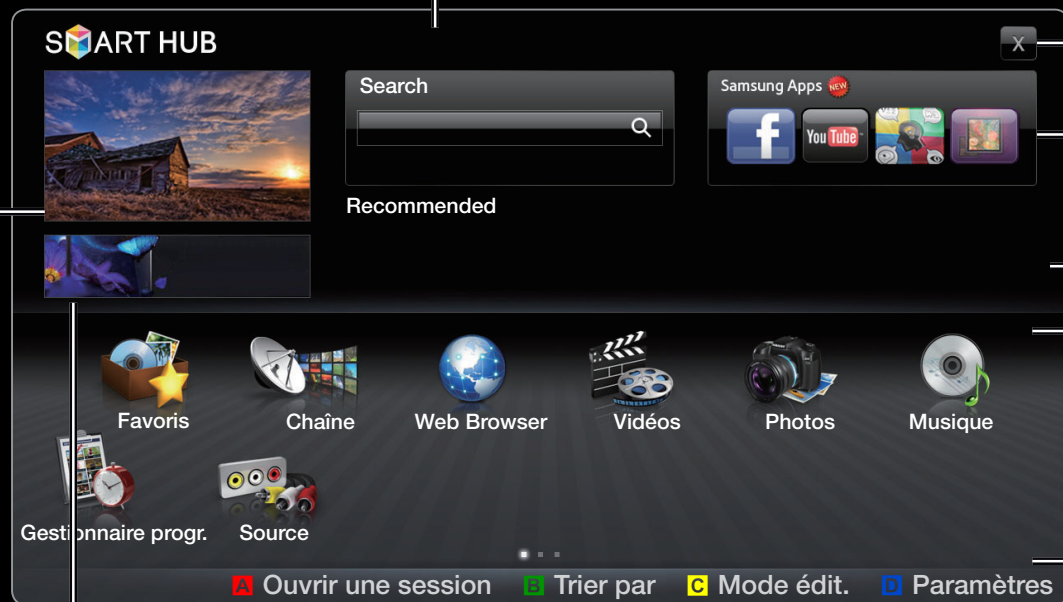 SMART HUB
X
Search
Samsung Apps NEW
f
You Tube
Recommended
Favoris
Chaîne
Web Browser
Vidéos
Photos
Musique
Gestionnaire progr.
Source
A Ouvrir une session B Trier par C Mode édit. D Paramètres